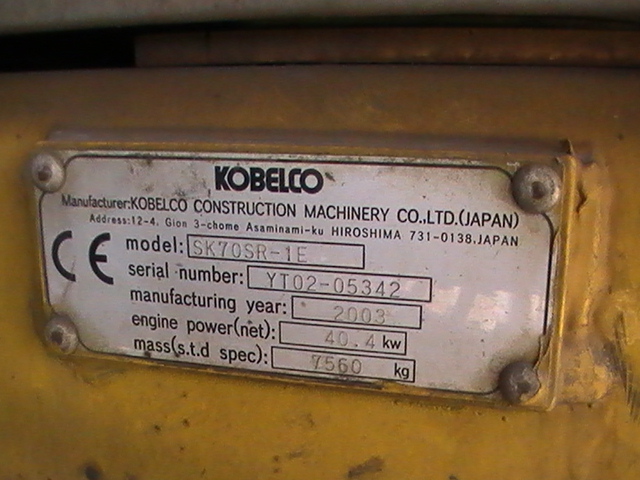 KOBELCO
Manufacturer:KOBELCO CONSTRUCTION MACHINERY CO.,LTD.(JAPAN)
Address:12-4. Gion 3-chome Asaminami-ku HIROSHIMA 731-0138.JAPAN
CE
model: SK70SR-1E
serial number: YT02-05342
manufacturing year: 2003
engine power(net): 40.4 kw
mass(s.t.d spec): 7560 kg